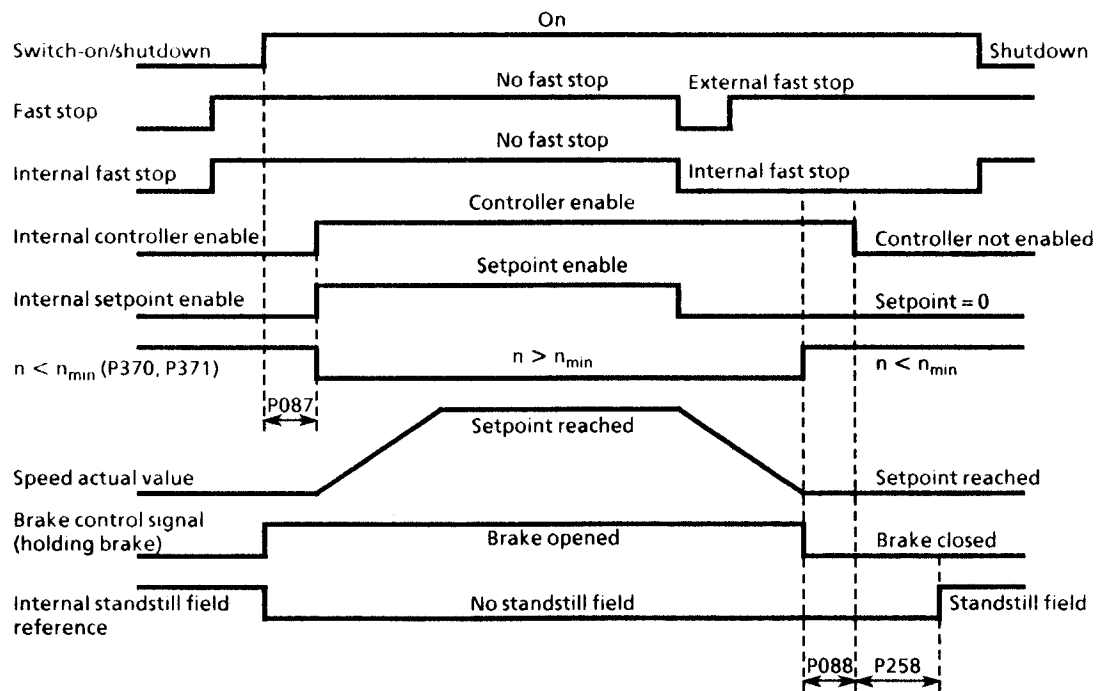 On
Switch-on/shutdown
Shutdown
No fast stop
External fast stop
Fast stop
No fast stop
Internal fast stop
Internal fast stop
Controller enable
Internal controller enable
Controller not enabled
Setpoint enable
Internal setpoint enable
Setpoint = 0
n < nmin (P370, P371)
n > nmin
n < nmin
P087
Setpoint reached
Speed actual value
Setpoint reached
Brake control signal
(holding brake)
Brake opened
Brake closed
Internal standstill field
reference
No standstill field
Standstill field
P088
P258